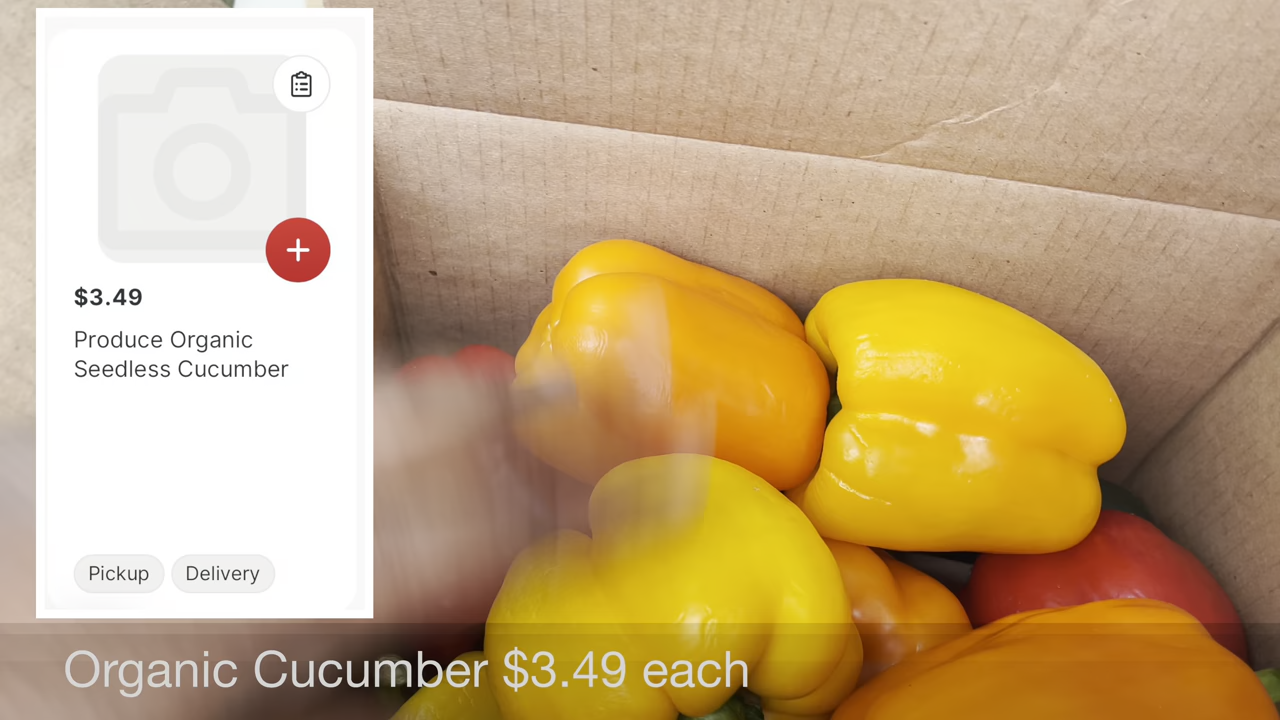 $3.49
Produce Organic
Seedless Cucumber
Pickup
Delivery
Organic Cucumber $3.49 each